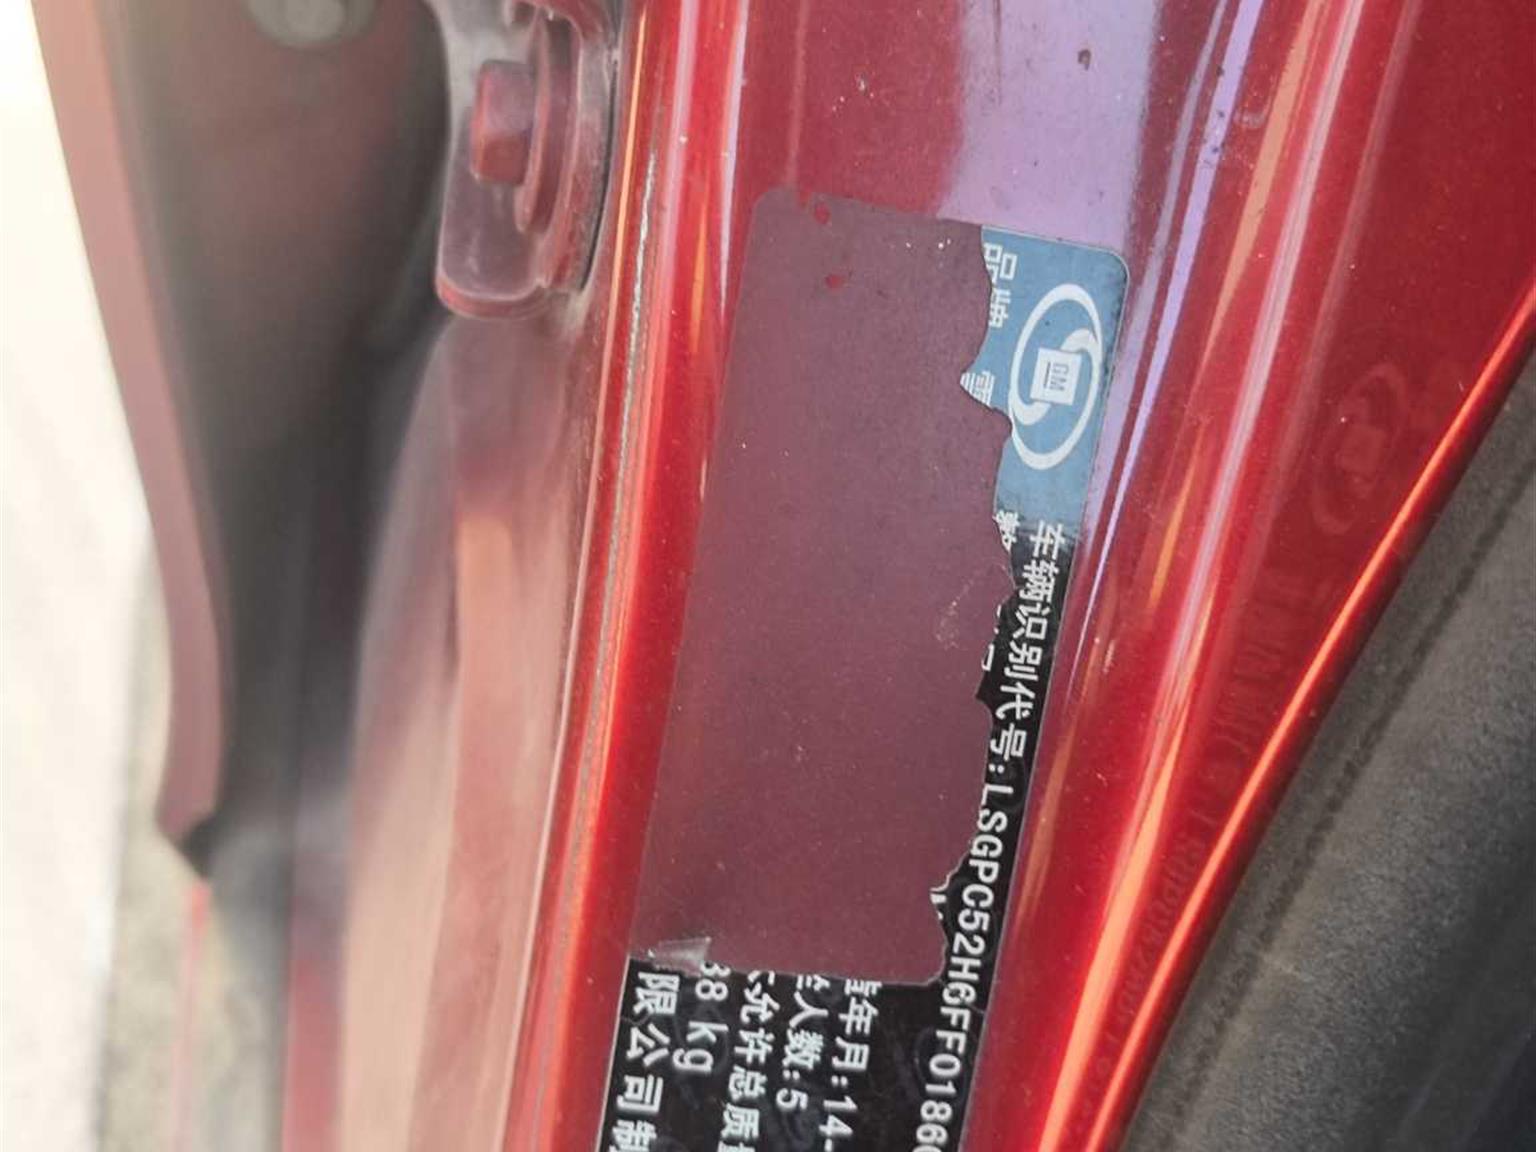 GM
品牌
车辆识别代号:LSGPC52H6FF0186
年月:14-
人数:5
允许总质
38 kg
限公司制